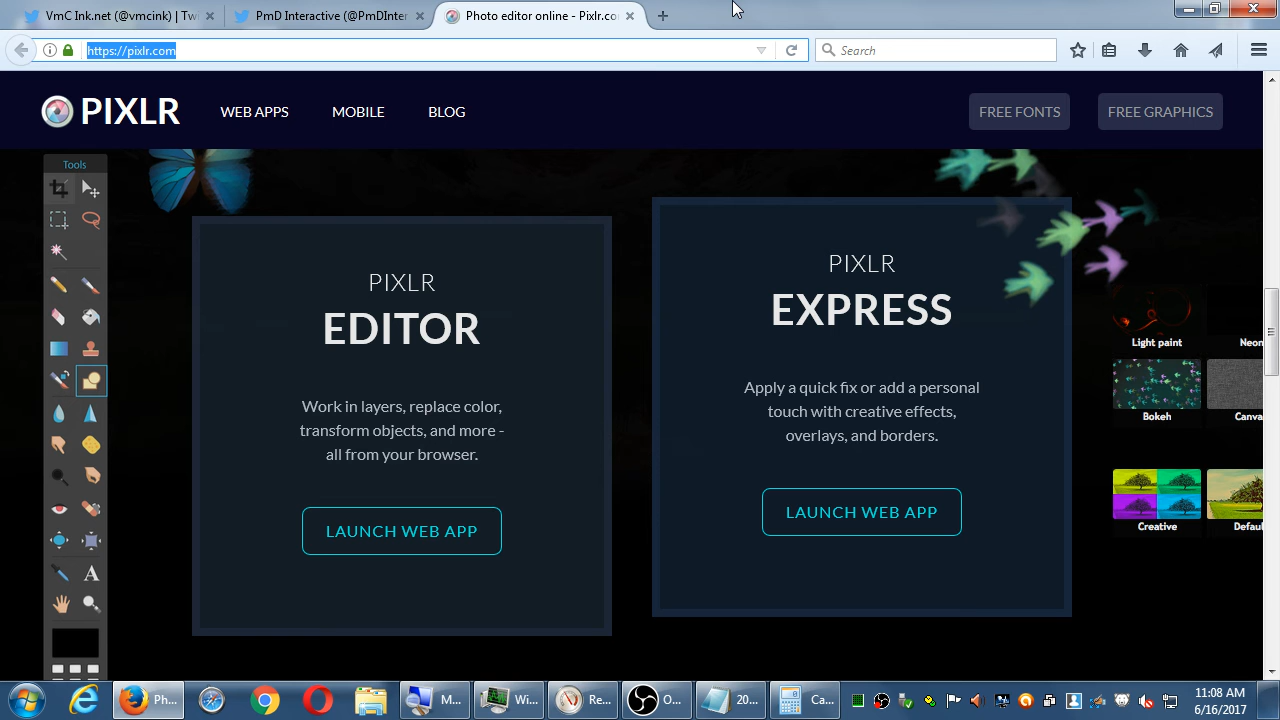 VmC Ink.net (@vmcink) | Twi
PmD Interactive (@PmDInter
Photo editor online - Pixlr.co
https://pixlr.com
Search
PIXLR
WEB APPS
MOBILE
BLOG
FREE FONTS
FREE GRAPHICS
Tools
PIXLR
EDITOR
Work in layers, replace color,
transform objects, and more -
all from your browser.
LAUNCH WEB APP
PIXLR
EXPRESS
Apply a quick fix or add a personal
touch with creative effects,
overlays, and borders.
LAUNCH WEB APP
Light paint
Neon
Bokeh
Canva
Creative
Defaul
A
Ph...
M...
Wi...
Re...
O...
20...
Ca...
11:08 AM
6/16/2017